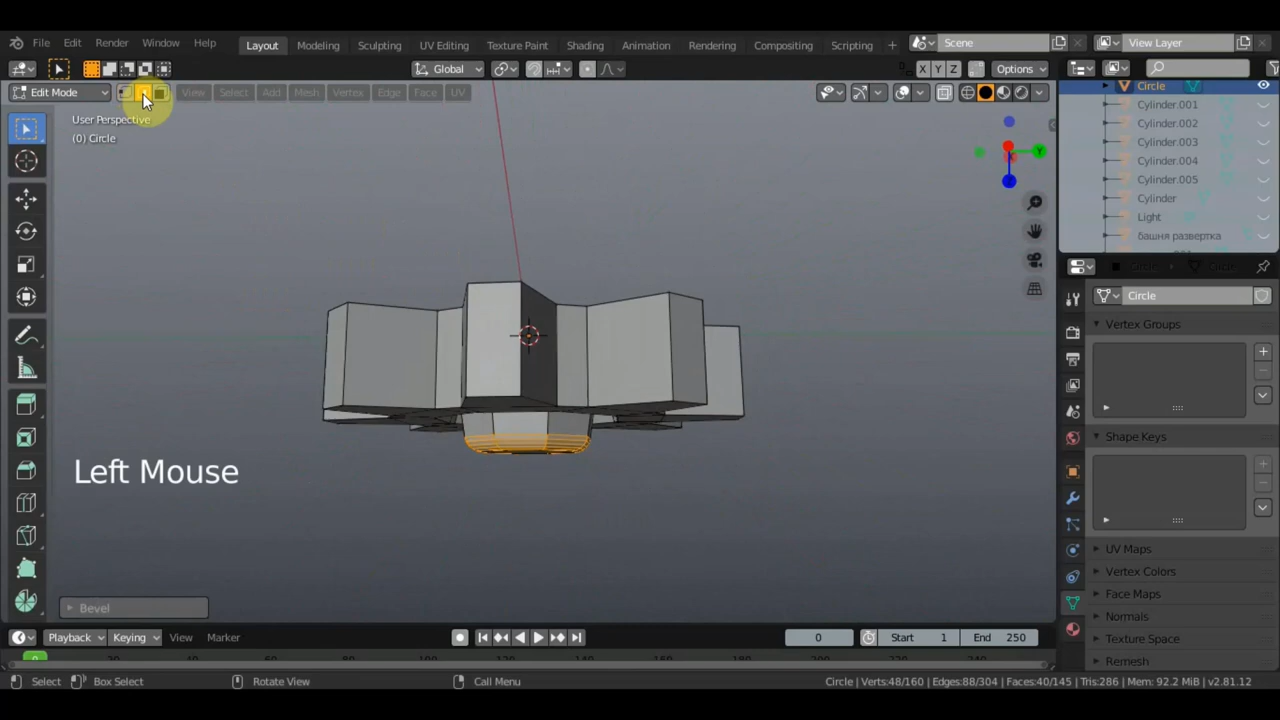 File Edit Render Window Help Layout Modeling Sculpting UV Editing Texture Paint Shading Animation Rendering Compositing Scripting + Scene View Layer
Global X Y Z Options
Edit Mode View Select Add Mesh Vertex Edge Face UV
User Perspective
(0) Circle
Y
Circle
Cylinder.001
Cylinder.002
Cylinder.003
Cylinder.004
Cylinder.005
Cylinder
Light
башня развертка
Circle
Vertex Groups
Shape Keys
UV Maps
Vertex Colors
Face Maps
Normals
Texture Space
Remesh
Left Mouse
Bevel
Playback Keying View Marker 0 Start 1 End 250
0
Select Box Select Rotate View Call Menu Circle | Verts:48/160 | Edges:88/304 | Faces:40/145 | Tris:286 | Mem: 92.2 MiB | v2.81.12